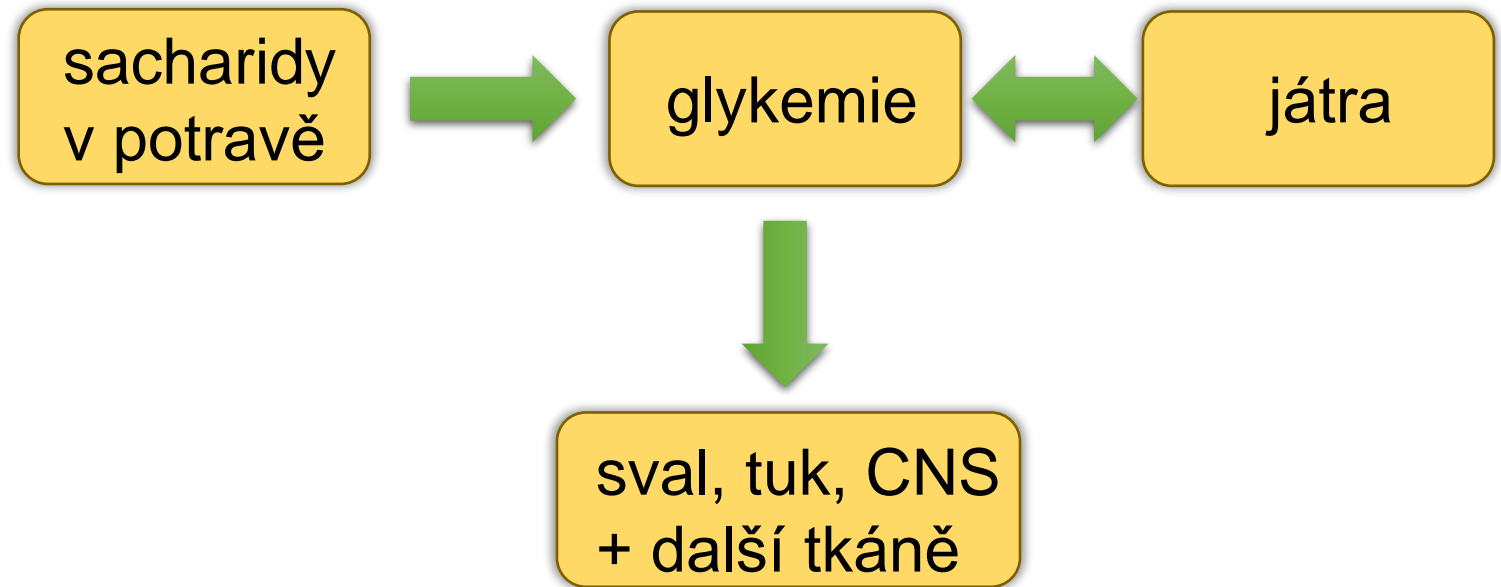 sacharidy
v potravě
glykemie
játra
sval, tuk, CNS
+ další tkáně